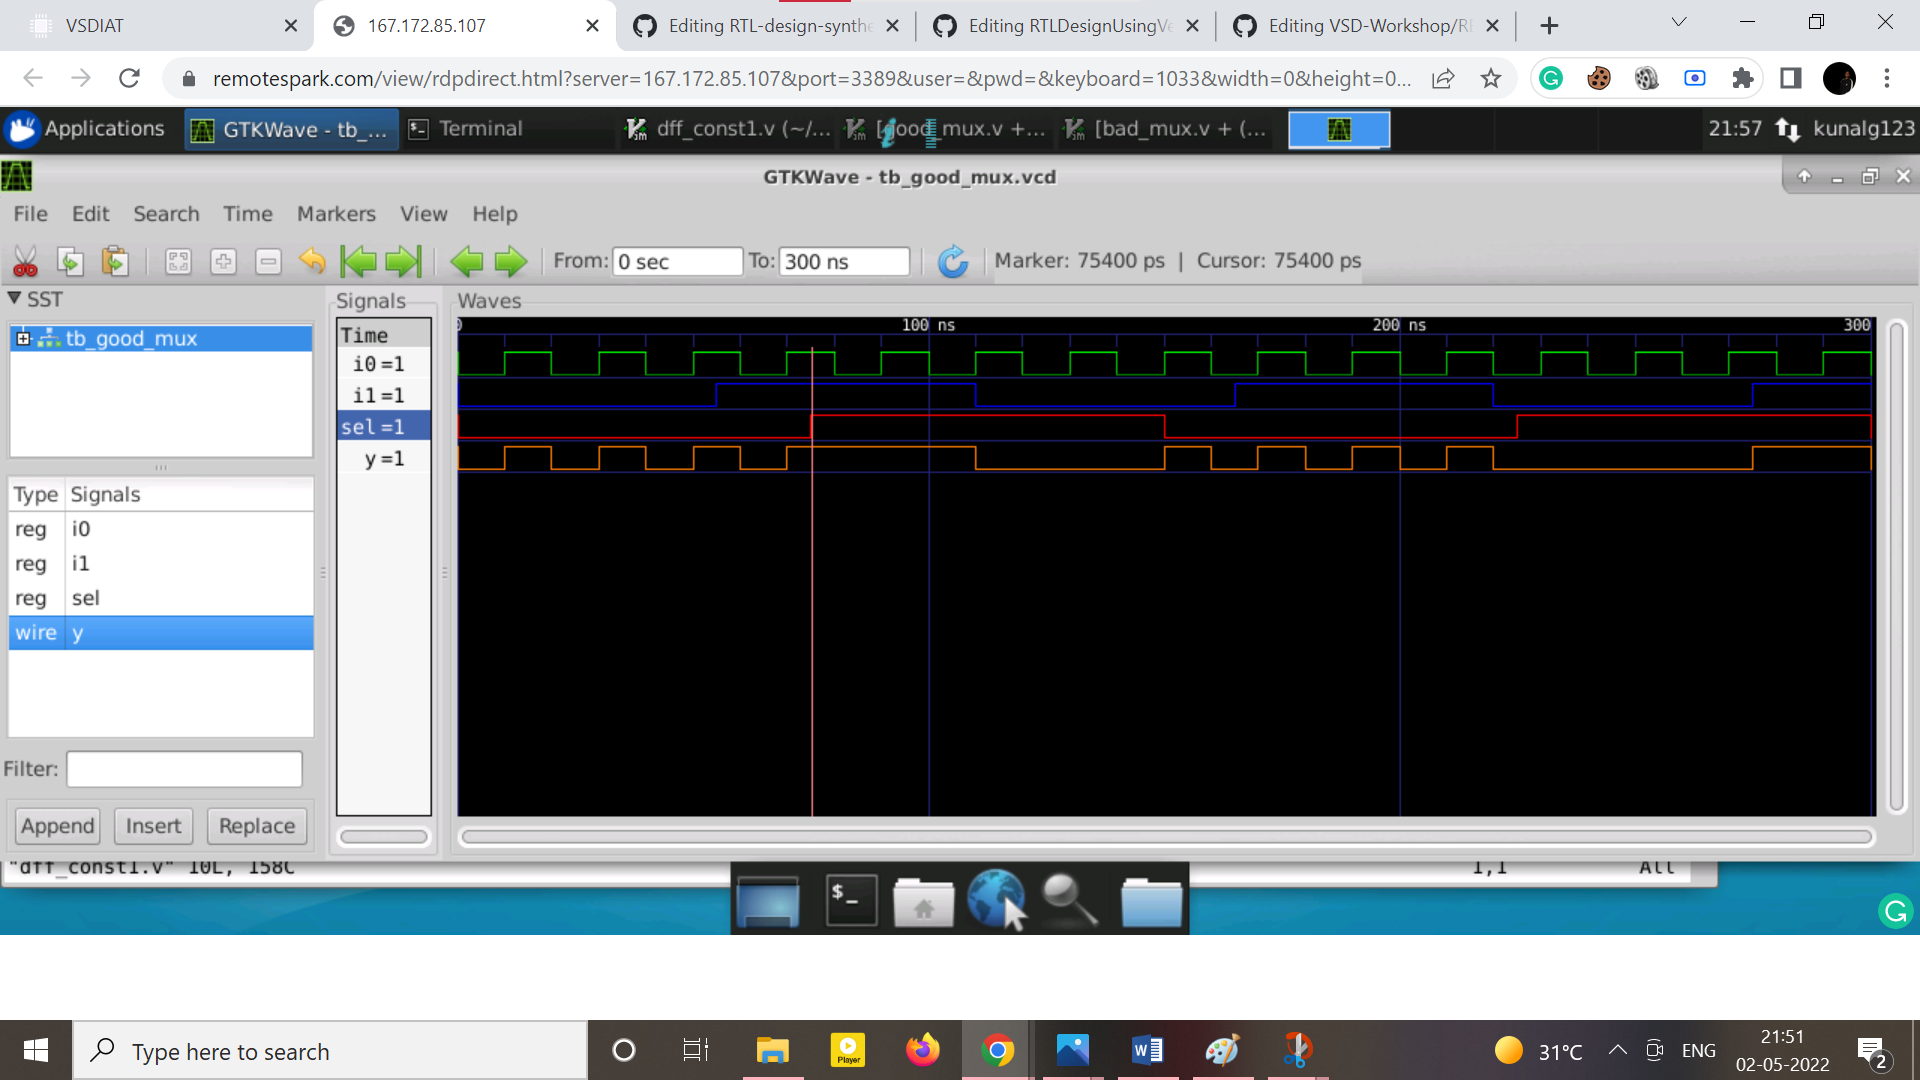 VSDIAT
167.172.85.107
Editing RTL-design-synthe
Editing RTLDesignUsingVe
Editing VSD-Workshop/RE
remotespark.com/view/rdpdirect.html?server=167.172.85.107&port=3389&user=&pwd=&keyboard=1033&width=0&height=0...
Applications
GTKWave - tb_...
Terminal
dff_const1.v (~/...
[good_mux.v +...
[bad_mux.v + (...
21:57
kunalg123
GTKWave - tb_good_mux.vcd
File Edit Search Time Markers View Help
From: 0 sec To: 300 ns Marker: 75400 ps | Cursor: 75400 ps
SST
tb_good_mux
Type Signals
reg i0
reg i1
reg sel
wire y
Filter:
Append Insert Replace
Signals
Time
i0 =1
i1 =1
sel =1
y =1
Waves
0 100 ns 200 ns 300
"dff_const1.v" 10L, 158C 1,1 All
Type here to search
Player
31°C
ENG
21:51
02-05-2022
2